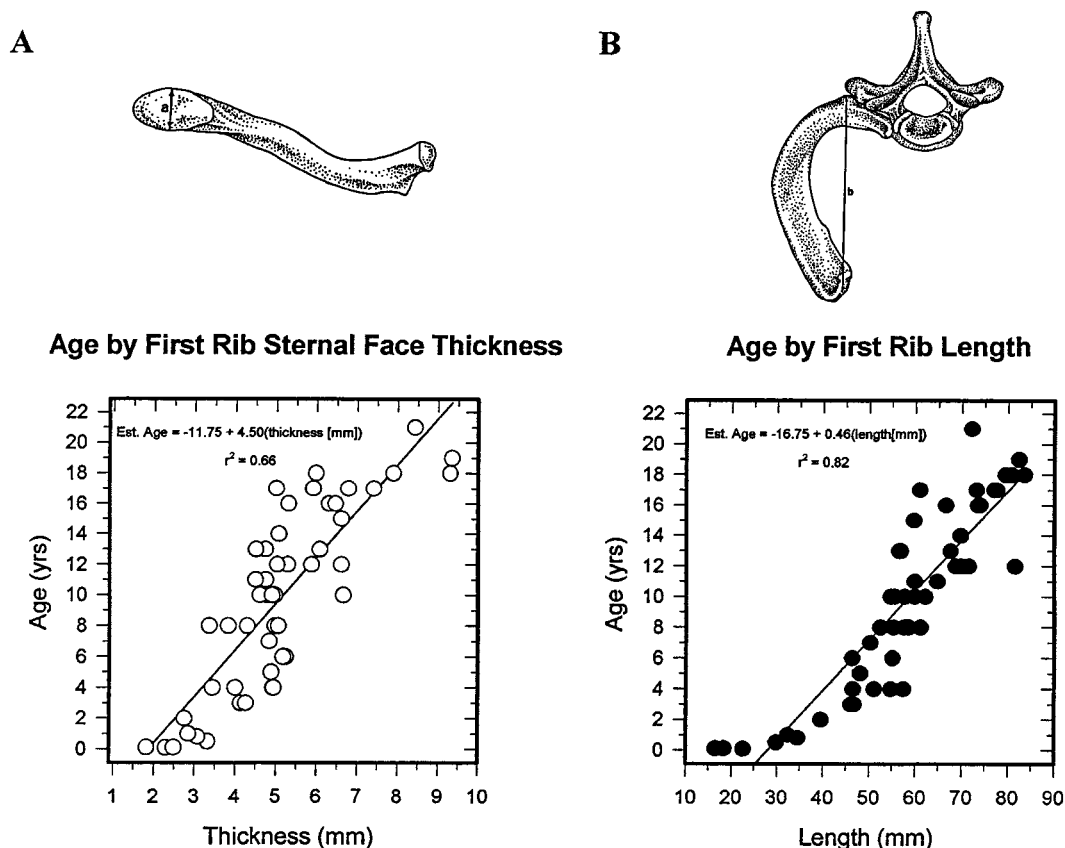 A
a
B
b
Age by First Rib Sternal Face Thickness
22
20
18
16
14
12
10
8
6
4
2
0
Est. Age = -11.75 + 4.50(thickness [mm])
r² = 0.66
Age (yrs)
1 2 3 4 5 6 7 8 9 10
Thickness (mm)
Age by First Rib Length
22
20
18
16
14
12
10
8
6
4
2
0
Est. Age = -16.75 + 0.46(length[mm])
r² = 0.82
Age (yrs)
10 20 30 40 50 60 70 80 90
Length (mm)